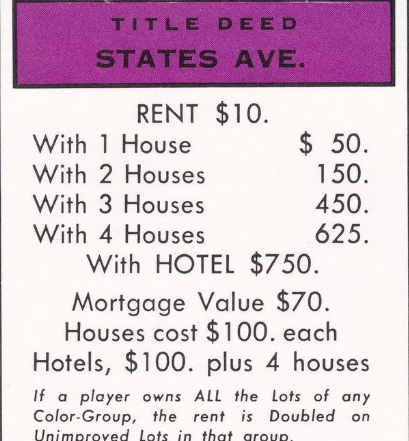 TITLE DEED
STATES AVE.
RENT $10.
With 1 House $ 50.
With 2 Houses 150.
With 3 Houses 450.
With 4 Houses 625.
With HOTEL $750.
Mortgage Value $70.
Houses cost $100. each
Hotels, $100. plus 4 houses
If a player owns ALL the Lots of any
Color-Group, the rent is Doubled on
Unimproved Lots in that group.